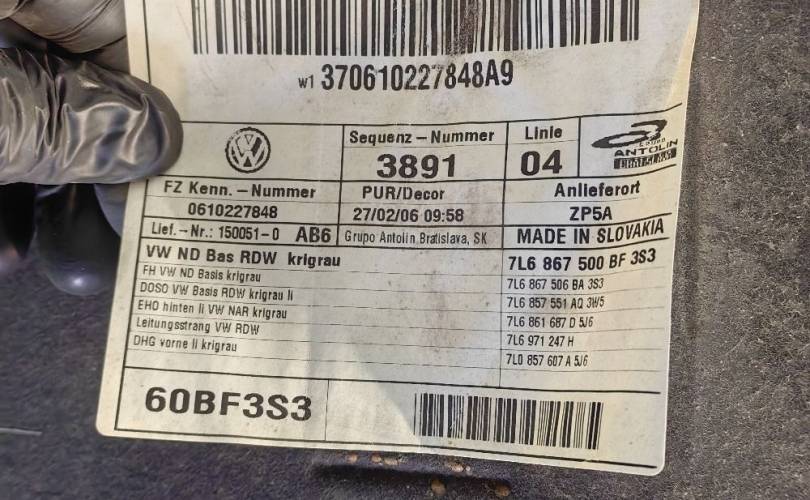 w1 370610227848A9
Sequenz – Nummer
Linie
3891
04
ANTOLIN
BRATISLAVA
FZ Kenn. – Nummer
PUR/Decor
Anlieferort
0610227848
27/02/06 09:58
ZP5A
Lief. – Nr.: 150051-0 AB6
Grupo Antolin Bratislava, SK
MADE IN SLOVAKIA
VW ND Bas RDW krigrau 7L6 867 500 BF 3S3
FH VW ND Basis krigrau 7L6 867 506 BA 3S3
DOSO VW Basis RDW krigrau li 7L6 857 551 AQ 3W5
EHO hinten li VW NAR krigrau 7L6 861 687 D 5J6
Leitungsstrang VW RDW 7L6 971 247 H
DHG vorne li krigrau 7L0 857 607 A 5J6
60BF3S3